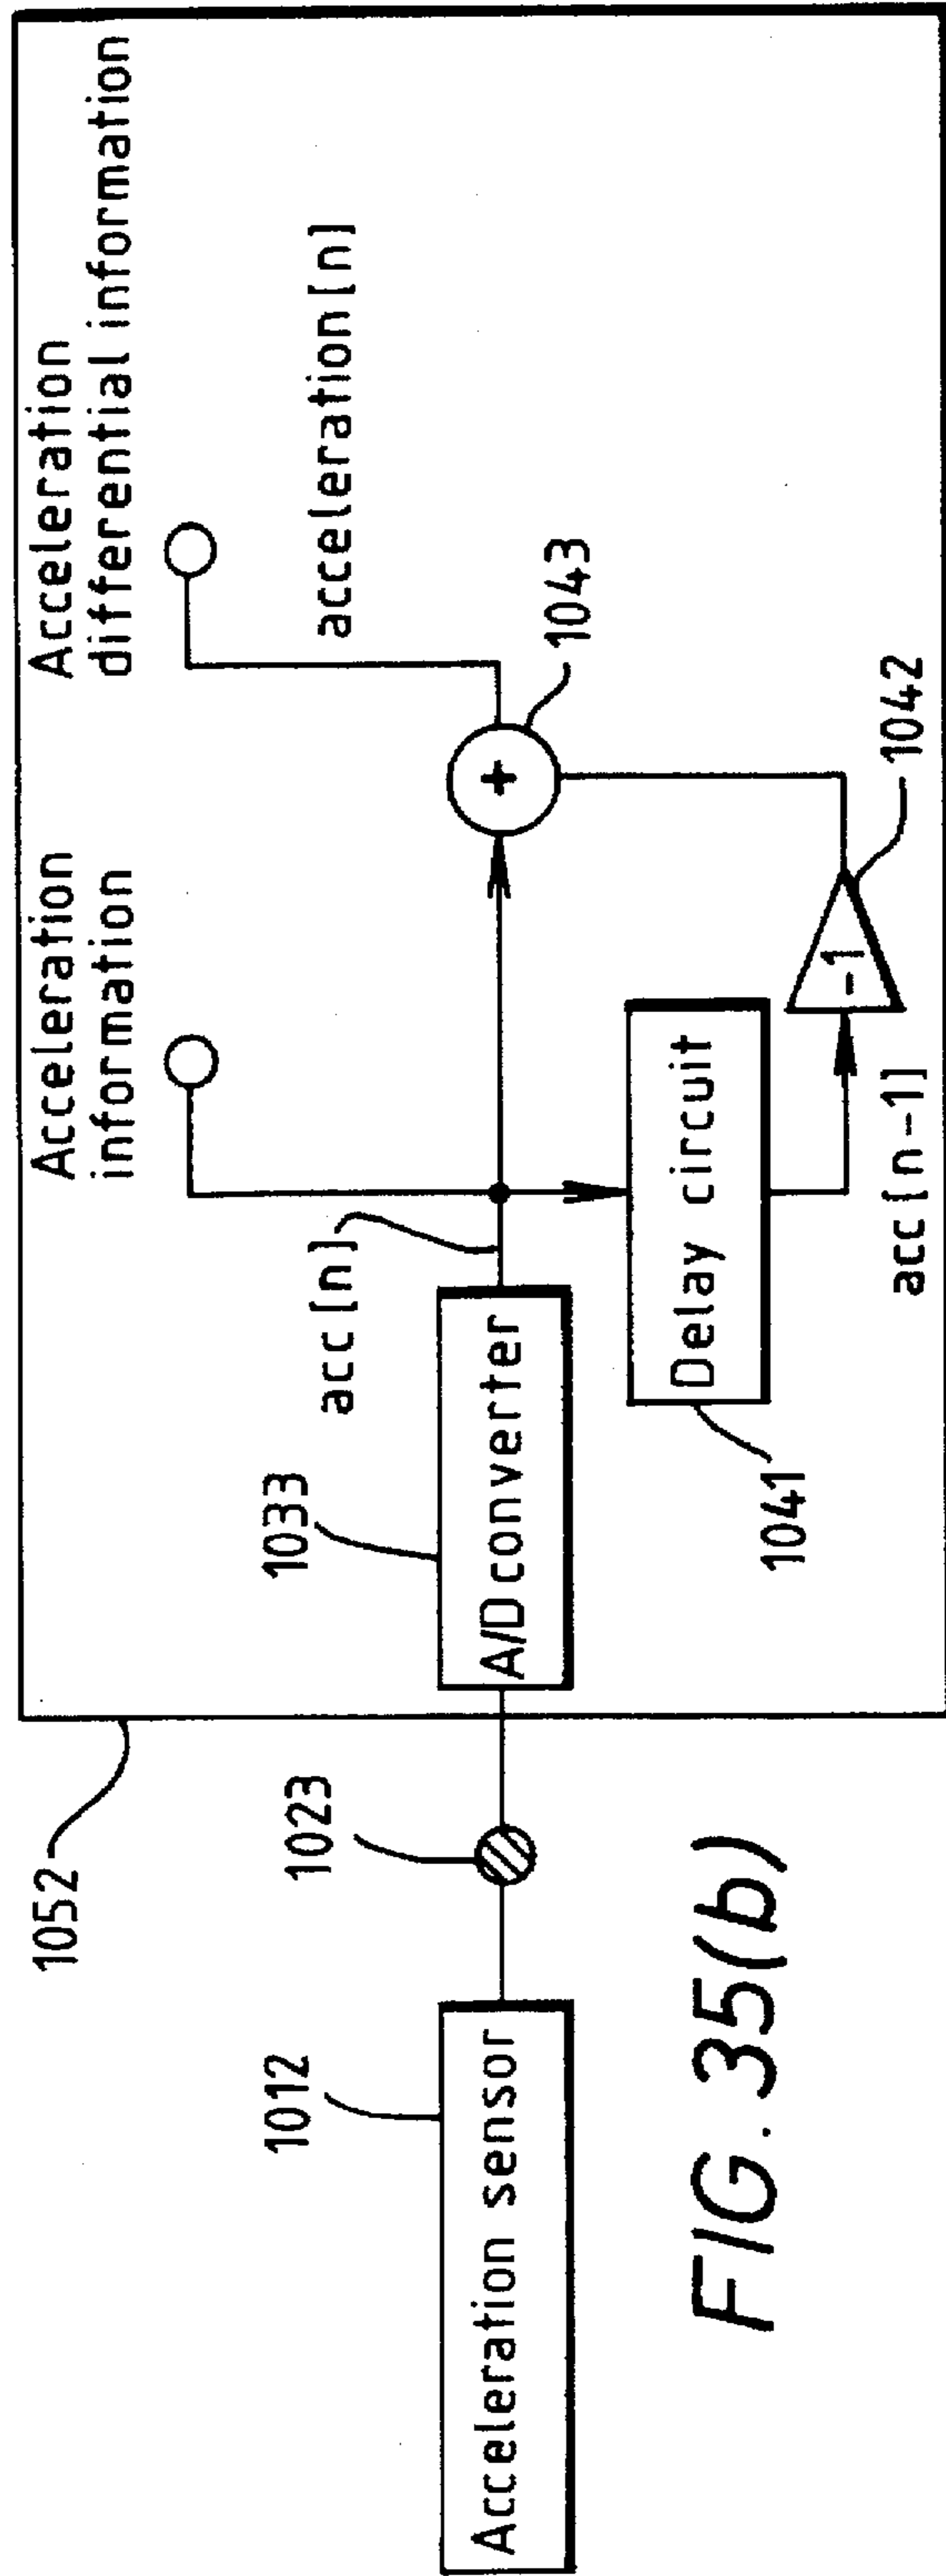 1052
Acceleration
information
Acceleration
differential information
acc [n]
acceleration [n]
1012
1023
1033
Acceleration sensor
A/D converter
+
1043
Delay circuit
-1
1041
acc [n-1]
1042
FIG. 35(b)